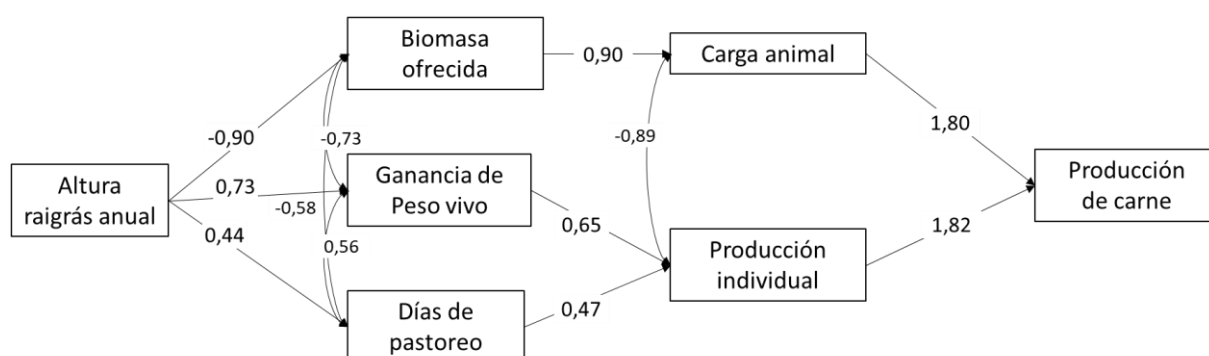 Biomasa
ofrecida
0,90
Carga animal
-0,90
-0,73
-0,89
1,80
Altura
raigrás anual
0,73
-0,58
Ganancia de
Peso vivo
0,65
Producción
de carne
0,44
0,56
Producción
individual
1,82
Días de
pastoreo
0,47